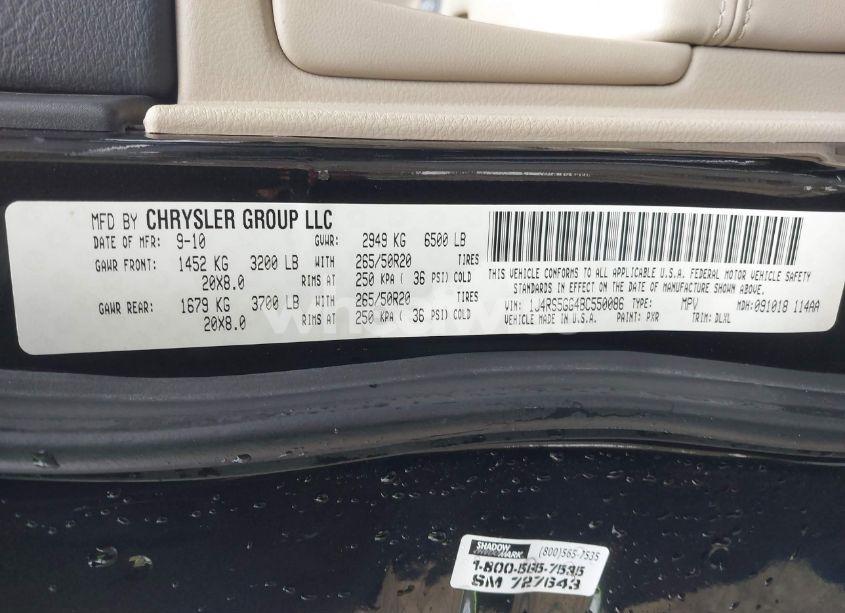 MFD BY CHRYSLER GROUP LLC
DATE OF MFR: 9-10 GVWR: 2949 KG 6500 LB
GAWR FRONT: 1452 KG 3200 LB WITH 265/50R20 TIRES
20X8.0 RIMS AT 250 KPA ( 36 PSI) COLD
GAWR REAR: 1679 KG 3700 LB WITH 265/50R20 TIRES
20X8.0 RIMS AT 250 KPA ( 36 PSI) COLD
THIS VEHICLE CONFORMS TO ALL APPLICABLE U.S.A. FEDERAL MOTOR VEHICLE SAFETY
STANDARDS IN EFFECT ON THE DATE OF MANUFACTURE SHOWN ABOVE.
VIN: 1J4RS5GG4BC550086 TYPE: MPV MDH: 091018 114AA
VEHICLE MADE IN U.S.A. PAINT: PXR TRIM: DLXL
SHADOW
MARK
(800)565-7535
1-800-565-7535
SM 727643